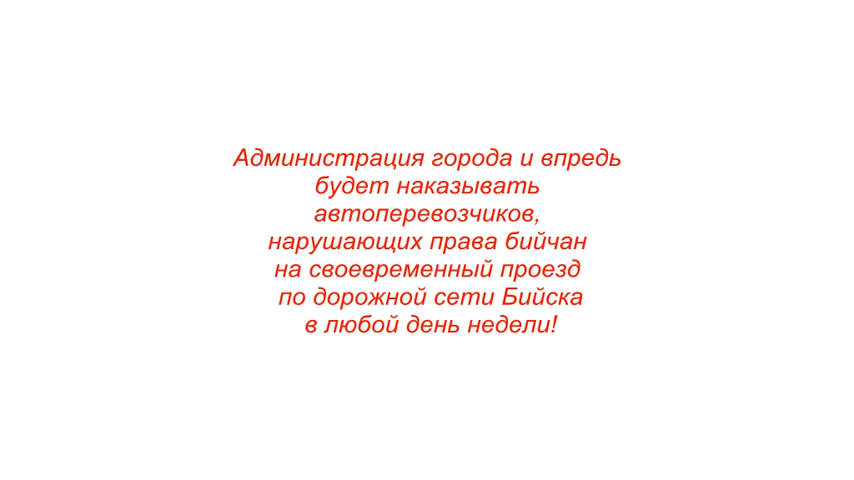 Администрация города и впредь
будет наказывать
автоперевозчиков,
нарушающих права бийчан
на своевременный проезд
по дорожной сети Бийска
в любой день недели!